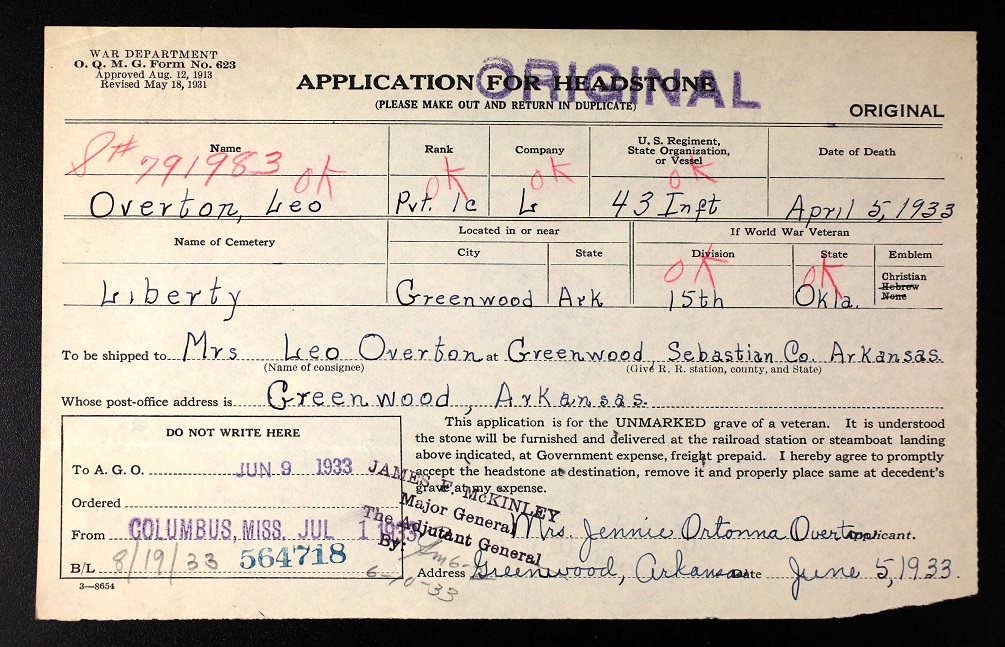 WAR DEPARTMENT
O. Q. M. G. Form No. 623
Approved Aug. 12, 1913
Revised May 18, 1931
APPLICATION FOR HEADSTONE
(PLEASE MAKE OUT AND RETURN IN DUPLICATE)
ORIGINAL
ORIGINAL
Name
Rank
Company
U. S. Regiment,
State Organization,
or Vessel
Date of Death
S# 791983 OK
OK
OK
OK
Overton, Leo
Pvt. 1c
L
43 Inft
April 5, 1933
Name of Cemetery
Located in or near
If World War Veteran
City
State
Division
State
Emblem
OK
OK
Christian
Hebrew
None
Liberty
Greenwood
Ark
15th
Okla.
To be shipped to Mrs Leo Overton at Greenwood, Sebastian Co. Arkansas.
(Name of consignee)
(Give R. R. station, county, and State)
Whose post-office address is Greenwood, Arkansas.
DO NOT WRITE HERE
To A. G. O. JUN 9 1933
Ordered
From COLUMBUS, MISS. JUL 1 1933
B/L 8/19/33 564718
3—8654
This application is for the UNMARKED grave of a veteran. It is understood
the stone will be furnished and delivered at the railroad station or steamboat landing
above indicated, at Government expense, freight prepaid. I hereby agree to promptly
accept the headstone at destination, remove it and properly place same at decedent's
grave at my expense.
JAMES F. McKINLEY
Major General
The Adjutant General
By:
6-10-33
Mrs. Jennie Ortonna Overton Applicant.
Address Greenwood, Arkansas Date June 5, 1933.